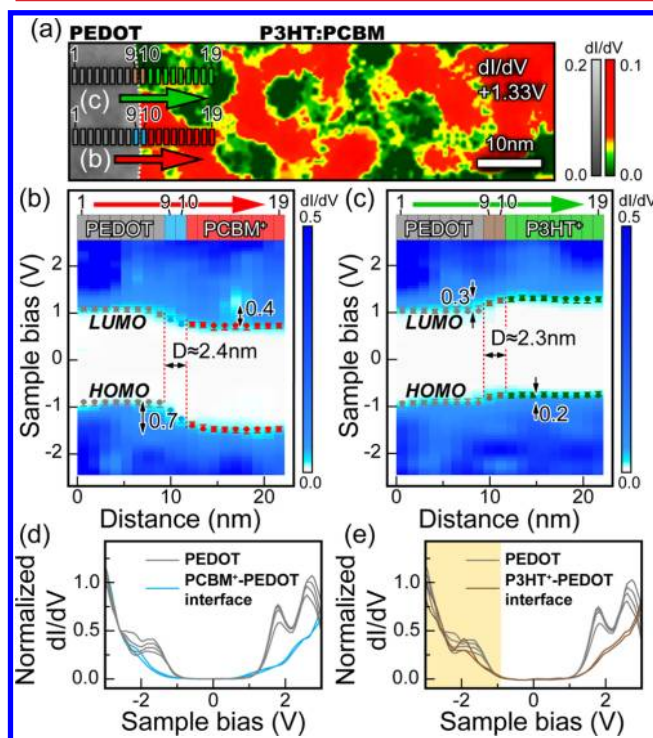 (a) PEDOT P3HT:PCBM
1 9 10 19
dI/dV
+1.33V
(c)
1 9 10 19
(b)
10nm
0.2 0.1
0.0 0.0
(b) 1 9 10 19 dI/dV
0.5
PEDOT PCBM⁺
Sample bias (V)
2
1
0
-1
-2
LUMO
0.4
D≈2.4nm
HOMO
0.7
0.0
0 10 20
Distance (nm)
(c) 1 9 10 19 dI/dV
0.5
PEDOT P3HT⁺
Sample bias (V)
2
1
0
-1
-2
0.3
LUMO
D≈2.3nm
HOMO
0.2
0.0
0 10 20
Distance (nm)
(d)
Normalized
dI/dV
1.0
0.5
0.0
PEDOT
PCBM⁺-PEDOT
interface
-2 0 2
Sample bias (V)
(e)
Normalized
dI/dV
1.0
0.5
0.0
PEDOT
P3HT⁺-PEDOT
interface
-2 0 2
Sample bias (V)